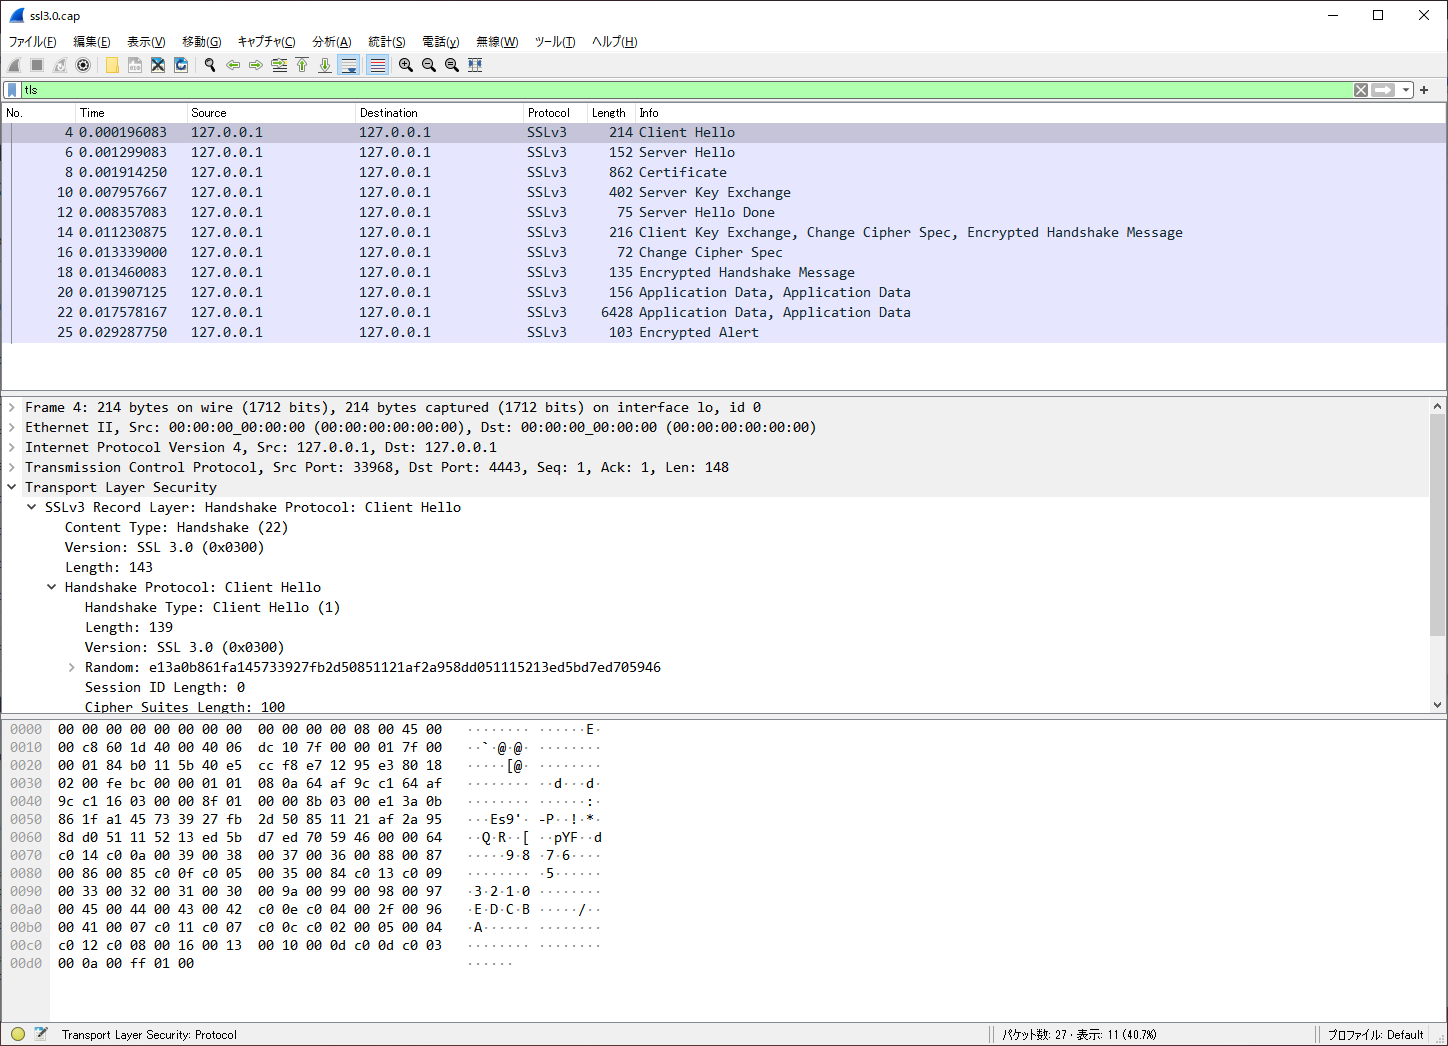 ssl3.0.cap
ファイル(F) 編集(E) 表示(V) 移動(G) キャプチャ(C) 分析(A) 統計(S) 電話(y) 無線(W) ツール(T) ヘルプ(H)
tls
No. Time Source Destination Protocol Length Info
4 0.000196083 127.0.0.1 127.0.0.1 SSLv3 214 Client Hello
6 0.001299083 127.0.0.1 127.0.0.1 SSLv3 152 Server Hello
8 0.001914250 127.0.0.1 127.0.0.1 SSLv3 862 Certificate
10 0.007957667 127.0.0.1 127.0.0.1 SSLv3 402 Server Key Exchange
12 0.008357083 127.0.0.1 127.0.0.1 SSLv3 75 Server Hello Done
14 0.011230875 127.0.0.1 127.0.0.1 SSLv3 216 Client Key Exchange, Change Cipher Spec, Encrypted Handshake Message
16 0.013339000 127.0.0.1 127.0.0.1 SSLv3 72 Change Cipher Spec
18 0.013460083 127.0.0.1 127.0.0.1 SSLv3 135 Encrypted Handshake Message
20 0.013907125 127.0.0.1 127.0.0.1 SSLv3 156 Application Data, Application Data
22 0.017578167 127.0.0.1 127.0.0.1 SSLv3 6428 Application Data, Application Data
25 0.029287750 127.0.0.1 127.0.0.1 SSLv3 103 Encrypted Alert
Frame 4: 214 bytes on wire (1712 bits), 214 bytes captured (1712 bits) on interface lo, id 0
Ethernet II, Src: 00:00:00_00:00:00 (00:00:00:00:00:00), Dst: 00:00:00_00:00:00 (00:00:00:00:00:00)
Internet Protocol Version 4, Src: 127.0.0.1, Dst: 127.0.0.1
Transmission Control Protocol, Src Port: 33968, Dst Port: 4443, Seq: 1, Ack: 1, Len: 148
Transport Layer Security
SSLv3 Record Layer: Handshake Protocol: Client Hello
Content Type: Handshake (22)
Version: SSL 3.0 (0x0300)
Length: 143
Handshake Protocol: Client Hello
Handshake Type: Client Hello (1)
Length: 139
Version: SSL 3.0 (0x0300)
Random: e13a0b861fa145733927fb2d50851121af2a958dd051115213ed5bd7ed705946
Session ID Length: 0
Cipher Suites Length: 100
0000 00 00 00 00 00 00 00 00 00 00 00 00 08 00 45 00 ········ ······E·
0010 00 c8 60 1d 40 00 40 06 dc 10 7f 00 00 01 7f 00 ··`·@·@· ········
0020 00 01 84 b0 11 5b 40 e5 cc f8 e7 12 95 e3 80 18 ·····[@· ········
0030 02 00 fe bc 00 00 01 01 08 0a 64 af 9c c1 64 af ········ ··d···d·
0040 9c c1 16 03 00 00 8f 01 00 00 8b 03 00 e1 3a 0b ········ ······:·
0050 86 1f a1 45 73 39 27 fb 2d 50 85 11 21 af 2a 95 ···Es9'· -P··!·*·
0060 8d d0 51 11 52 13 ed 5b d7 ed 70 59 46 00 00 64 ··Q·R··[ ··pYF··d
0070 c0 14 c0 0a 00 39 00 38 00 37 00 36 00 88 00 87 ·····9·8 ·7·6····
0080 00 86 00 85 c0 0f c0 05 00 35 00 84 c0 13 c0 09 ········ ·5······
0090 00 33 00 32 00 31 00 30 00 9a 00 99 00 98 00 97 ·3·2·1·0 ········
00a0 00 45 00 44 00 43 00 42 c0 0e c0 04 00 2f 00 96 ·E·D·C·B ·····/··
00b0 00 41 00 07 c0 11 c0 07 c0 0c c0 02 00 05 00 04 ·A······ ········
00c0 c0 12 c0 08 00 16 00 13 00 10 00 0d c0 0d c0 03 ········ ········
00d0 00 0a 00 ff 01 00 ······
Transport Layer Security: Protocol パケット数: 27 · 表示: 11 (40.7%) プロファイル: Default